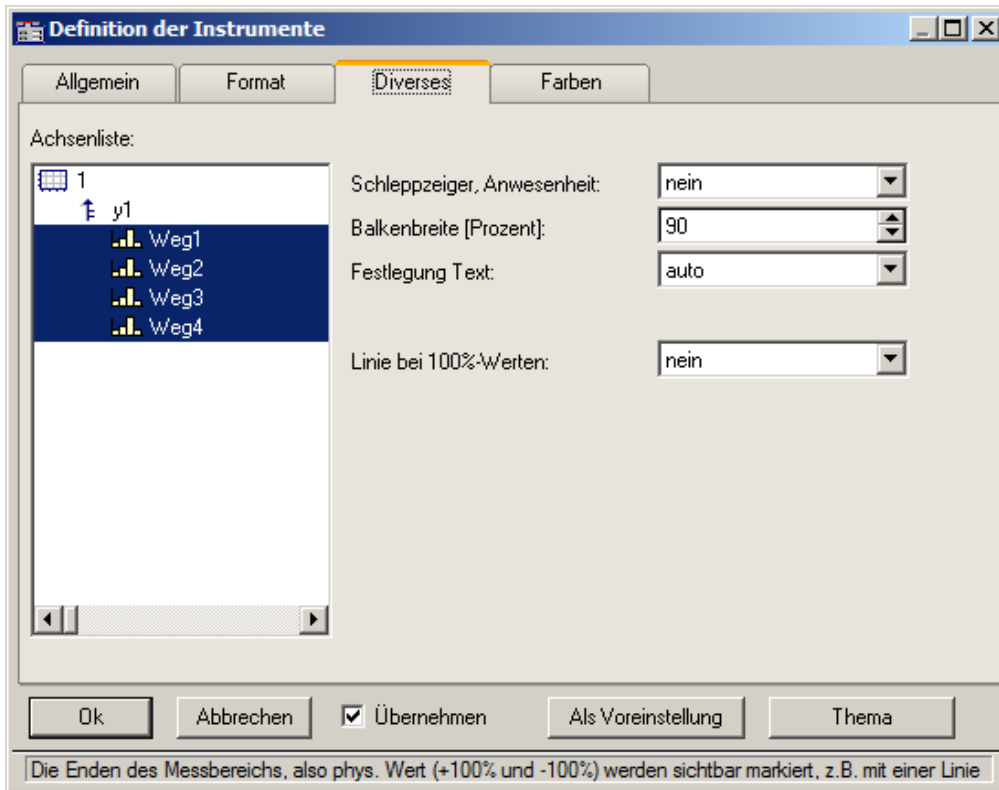 Definition der Instrumente
Allgemein Format Diverses Farben
Achsenliste:
1
y1
Weg1
Weg2
Weg3
Weg4
Schleppzeiger, Anwesenheit: nein
Balkenbreite [Prozent]: 90
Festlegung Text: auto
Linie bei 100%-Werten: nein
Ok Abbrechen Übernehmen Als Voreinstellung Thema
Die Enden des Messbereichs, also phys. Wert (+100% und -100%) werden sichtbar markiert, z.B. mit einer Linie